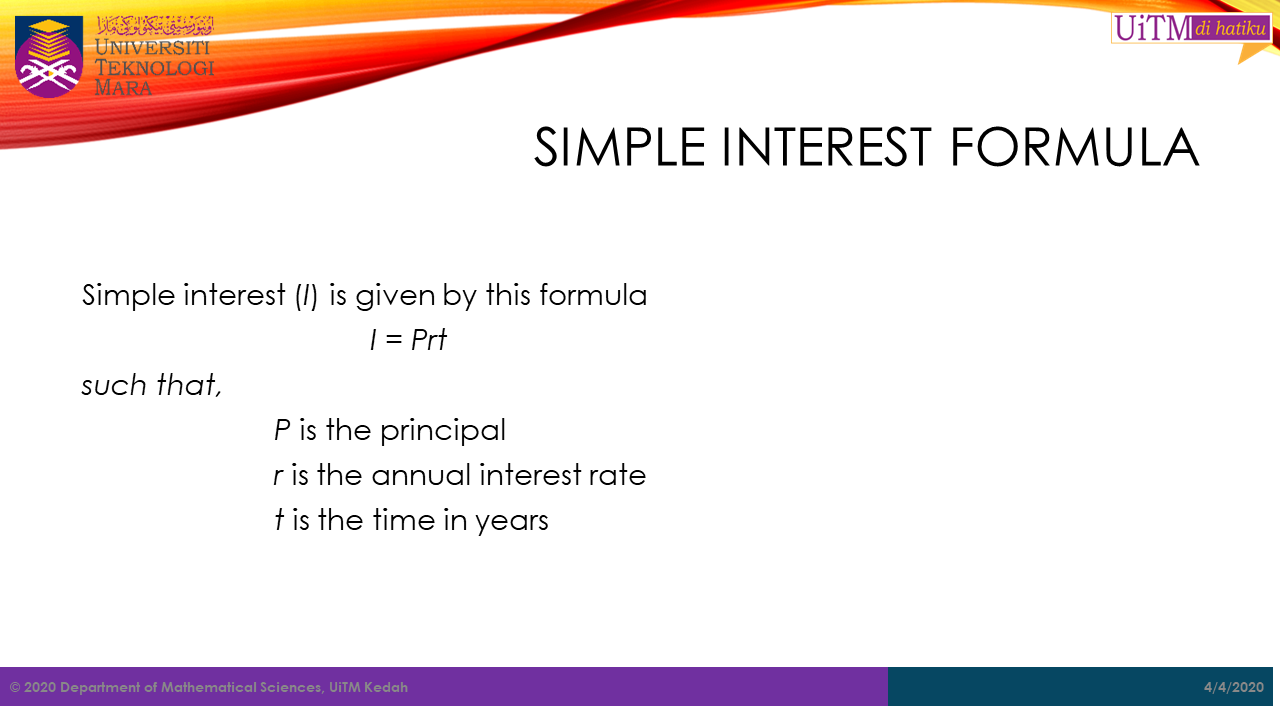 UNIVERSITI
TEKNOLOGI
MARA
UiTM di hatiku
SIMPLE INTEREST FORMULA
Simple interest (I) is given by this formula
I = Prt
such that,
P is the principal
r is the annual interest rate
t is the time in years
© 2020 Department of Mathematical Sciences, UiTM Kedah
4/4/2020